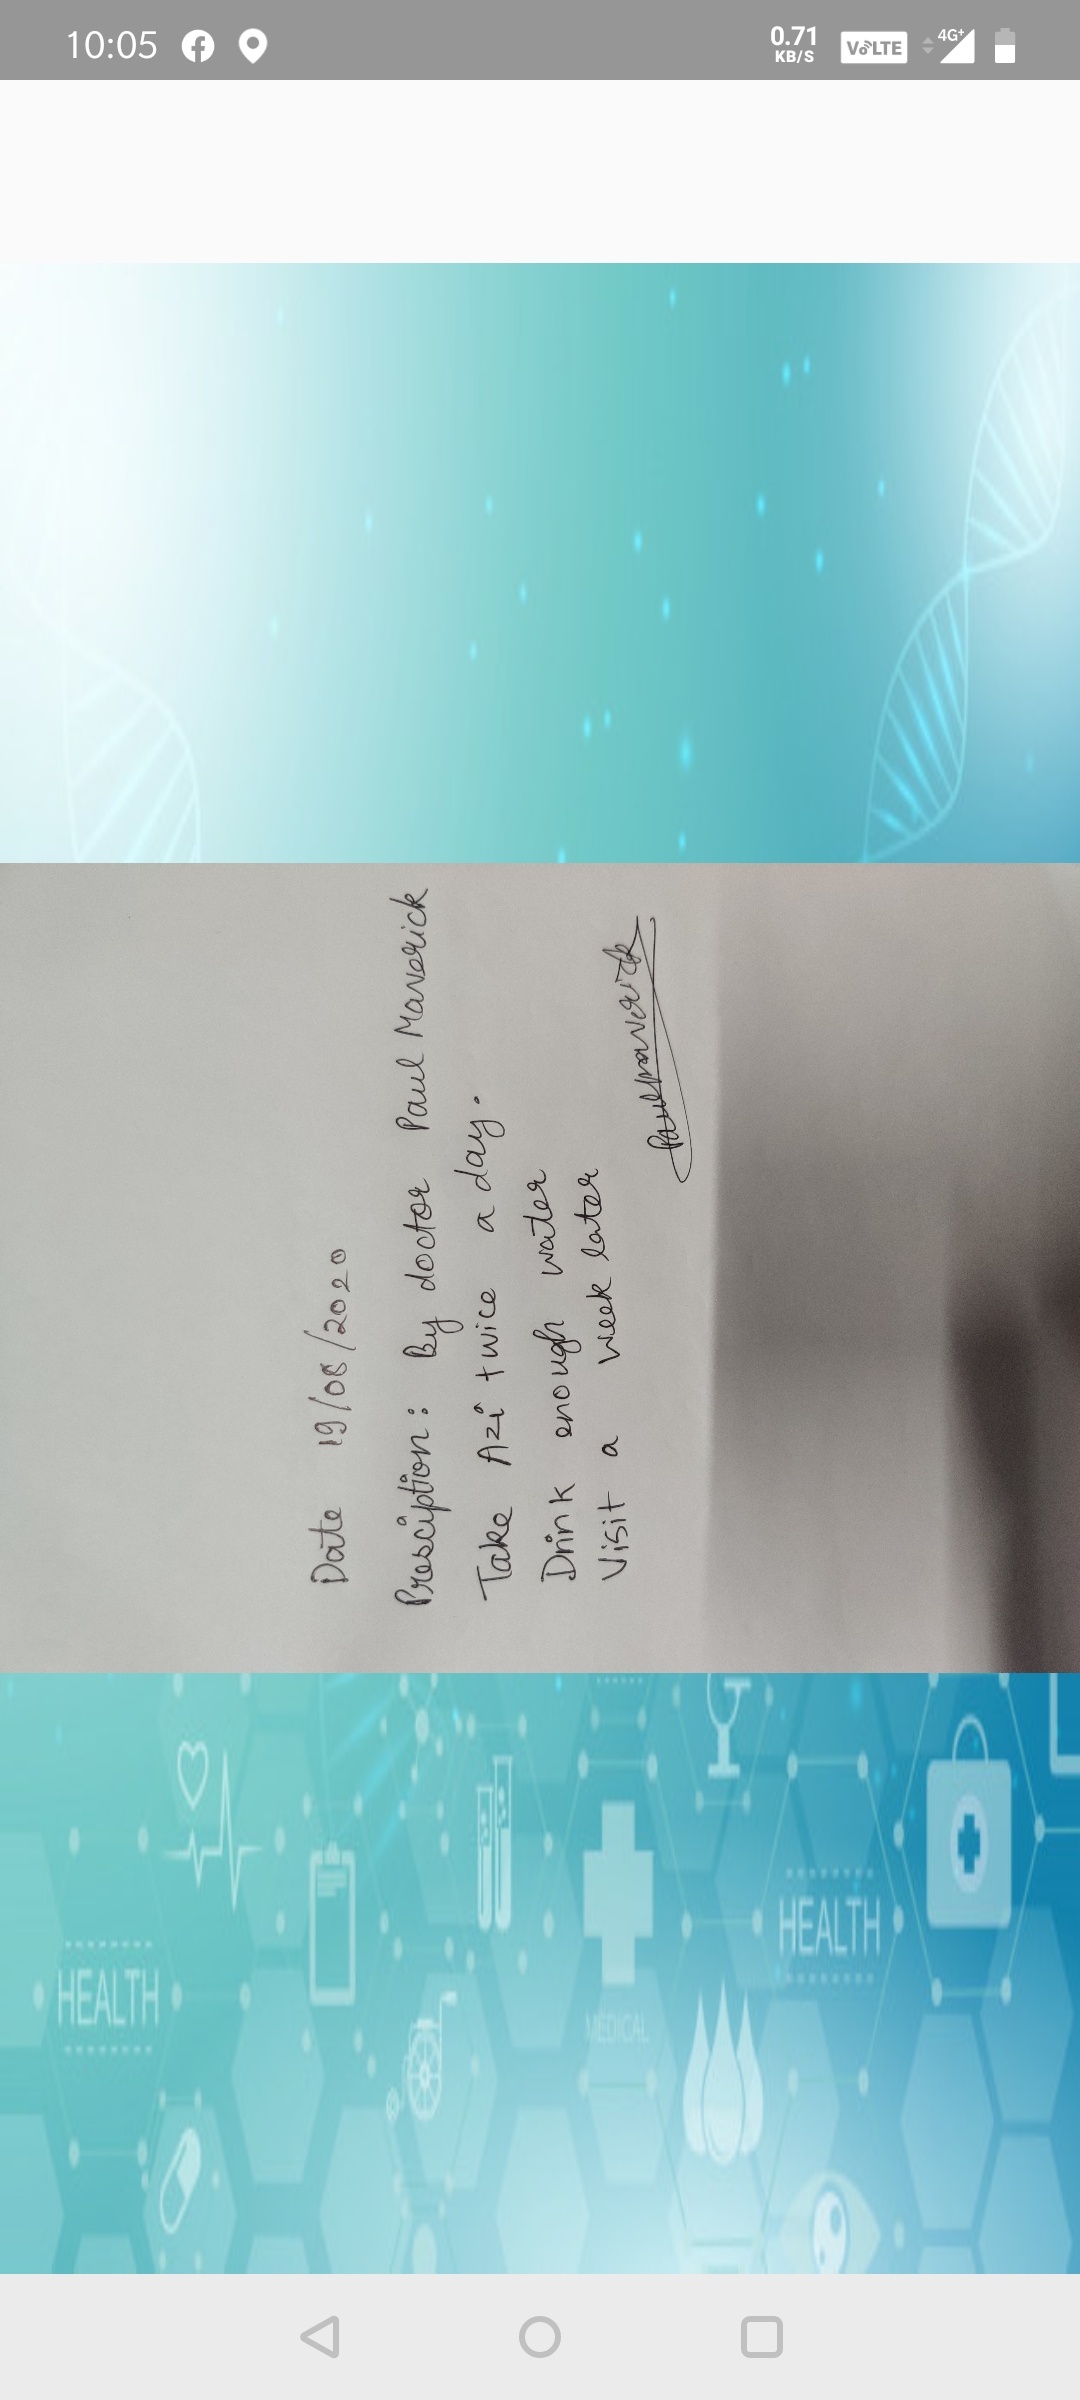 10:05
0.71
KB/S
VoLTE
4G+
Date 19/08/2020
Presciption: By doctor Paul Maverick
Take Azi twice a day.
Drink enough water
Visit a week later
Paulmaverick
HEALTH
MEDICAL
HEALTH